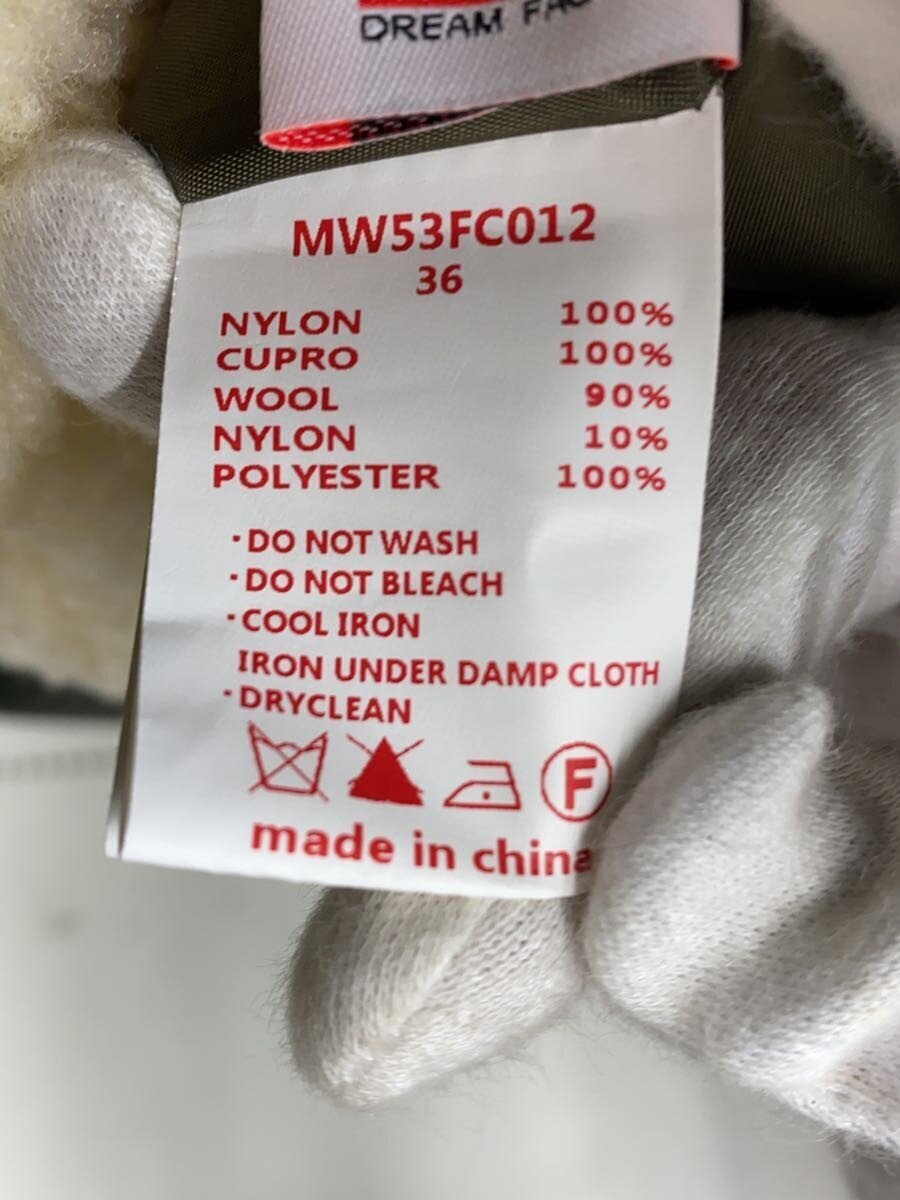 DREAM
MW53FC012
36
NYLON 100%
CUPRO 100%
WOOL 90%
NYLON 10%
POLYESTER 100%
·DO NOT WASH
·DO NOT BLEACH
·COOL IRON
IRON UNDER DAMP CLOTH
·DRYCLEAN
F
made in china